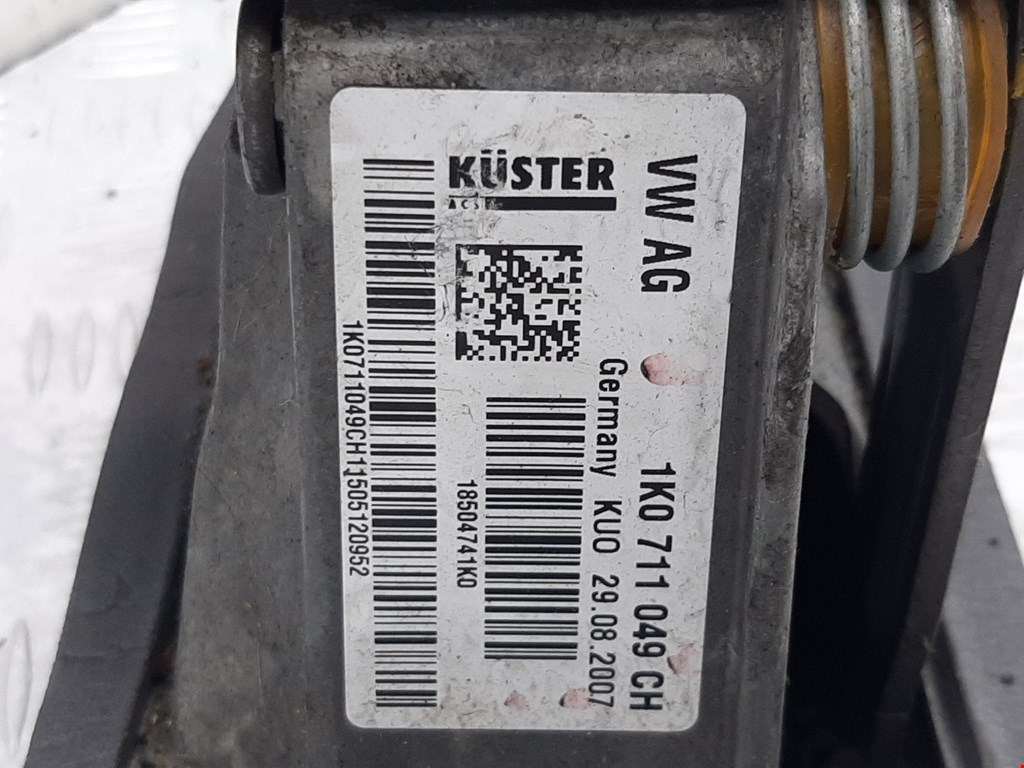 KÜSTER
VW AG 1K0 711 049 CH
Germany KUO 29.08.2007
18504741K0
1K0711049CH11505120952